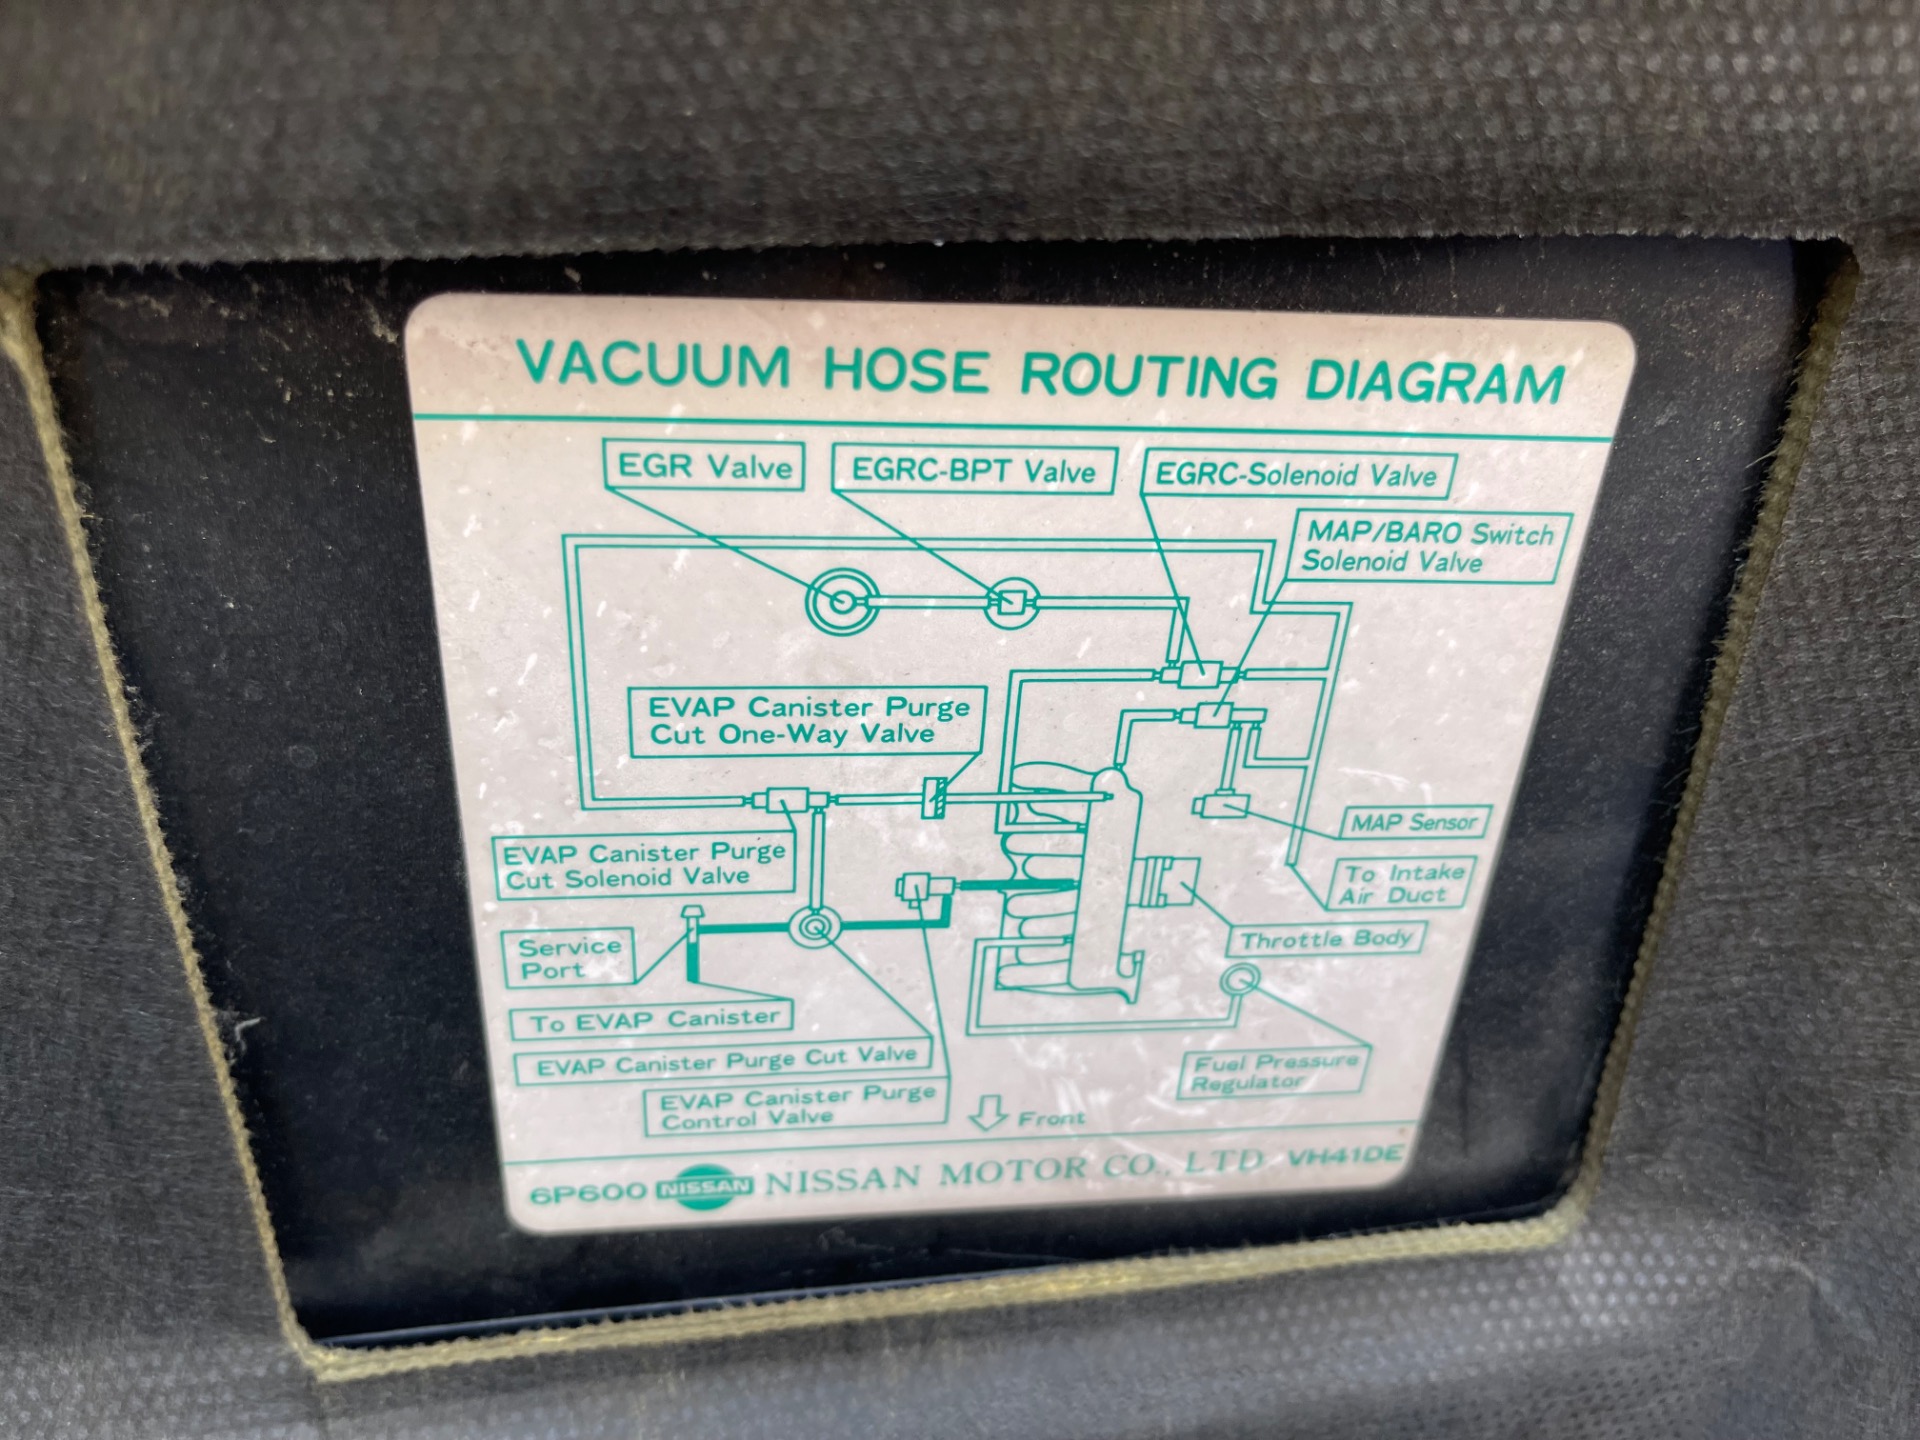 VACUUM HOSE ROUTING DIAGRAM
EGR Valve
EGRC-BPT Valve
EGRC-Solenoid Valve
MAP/BARO Switch
Solenoid Valve
EVAP Canister Purge
Cut One-Way Valve
MAP Sensor
EVAP Canister Purge
Cut Solenoid Valve
To Intake
Air Duct
Service
Port
Throttle Body
To EVAP Canister
EVAP Canister Purge Cut Valve
Fuel Pressure
Regulator
EVAP Canister Purge
Control Valve
Front
6P600 NISSAN NISSAN MOTOR CO., LTD VH41DE